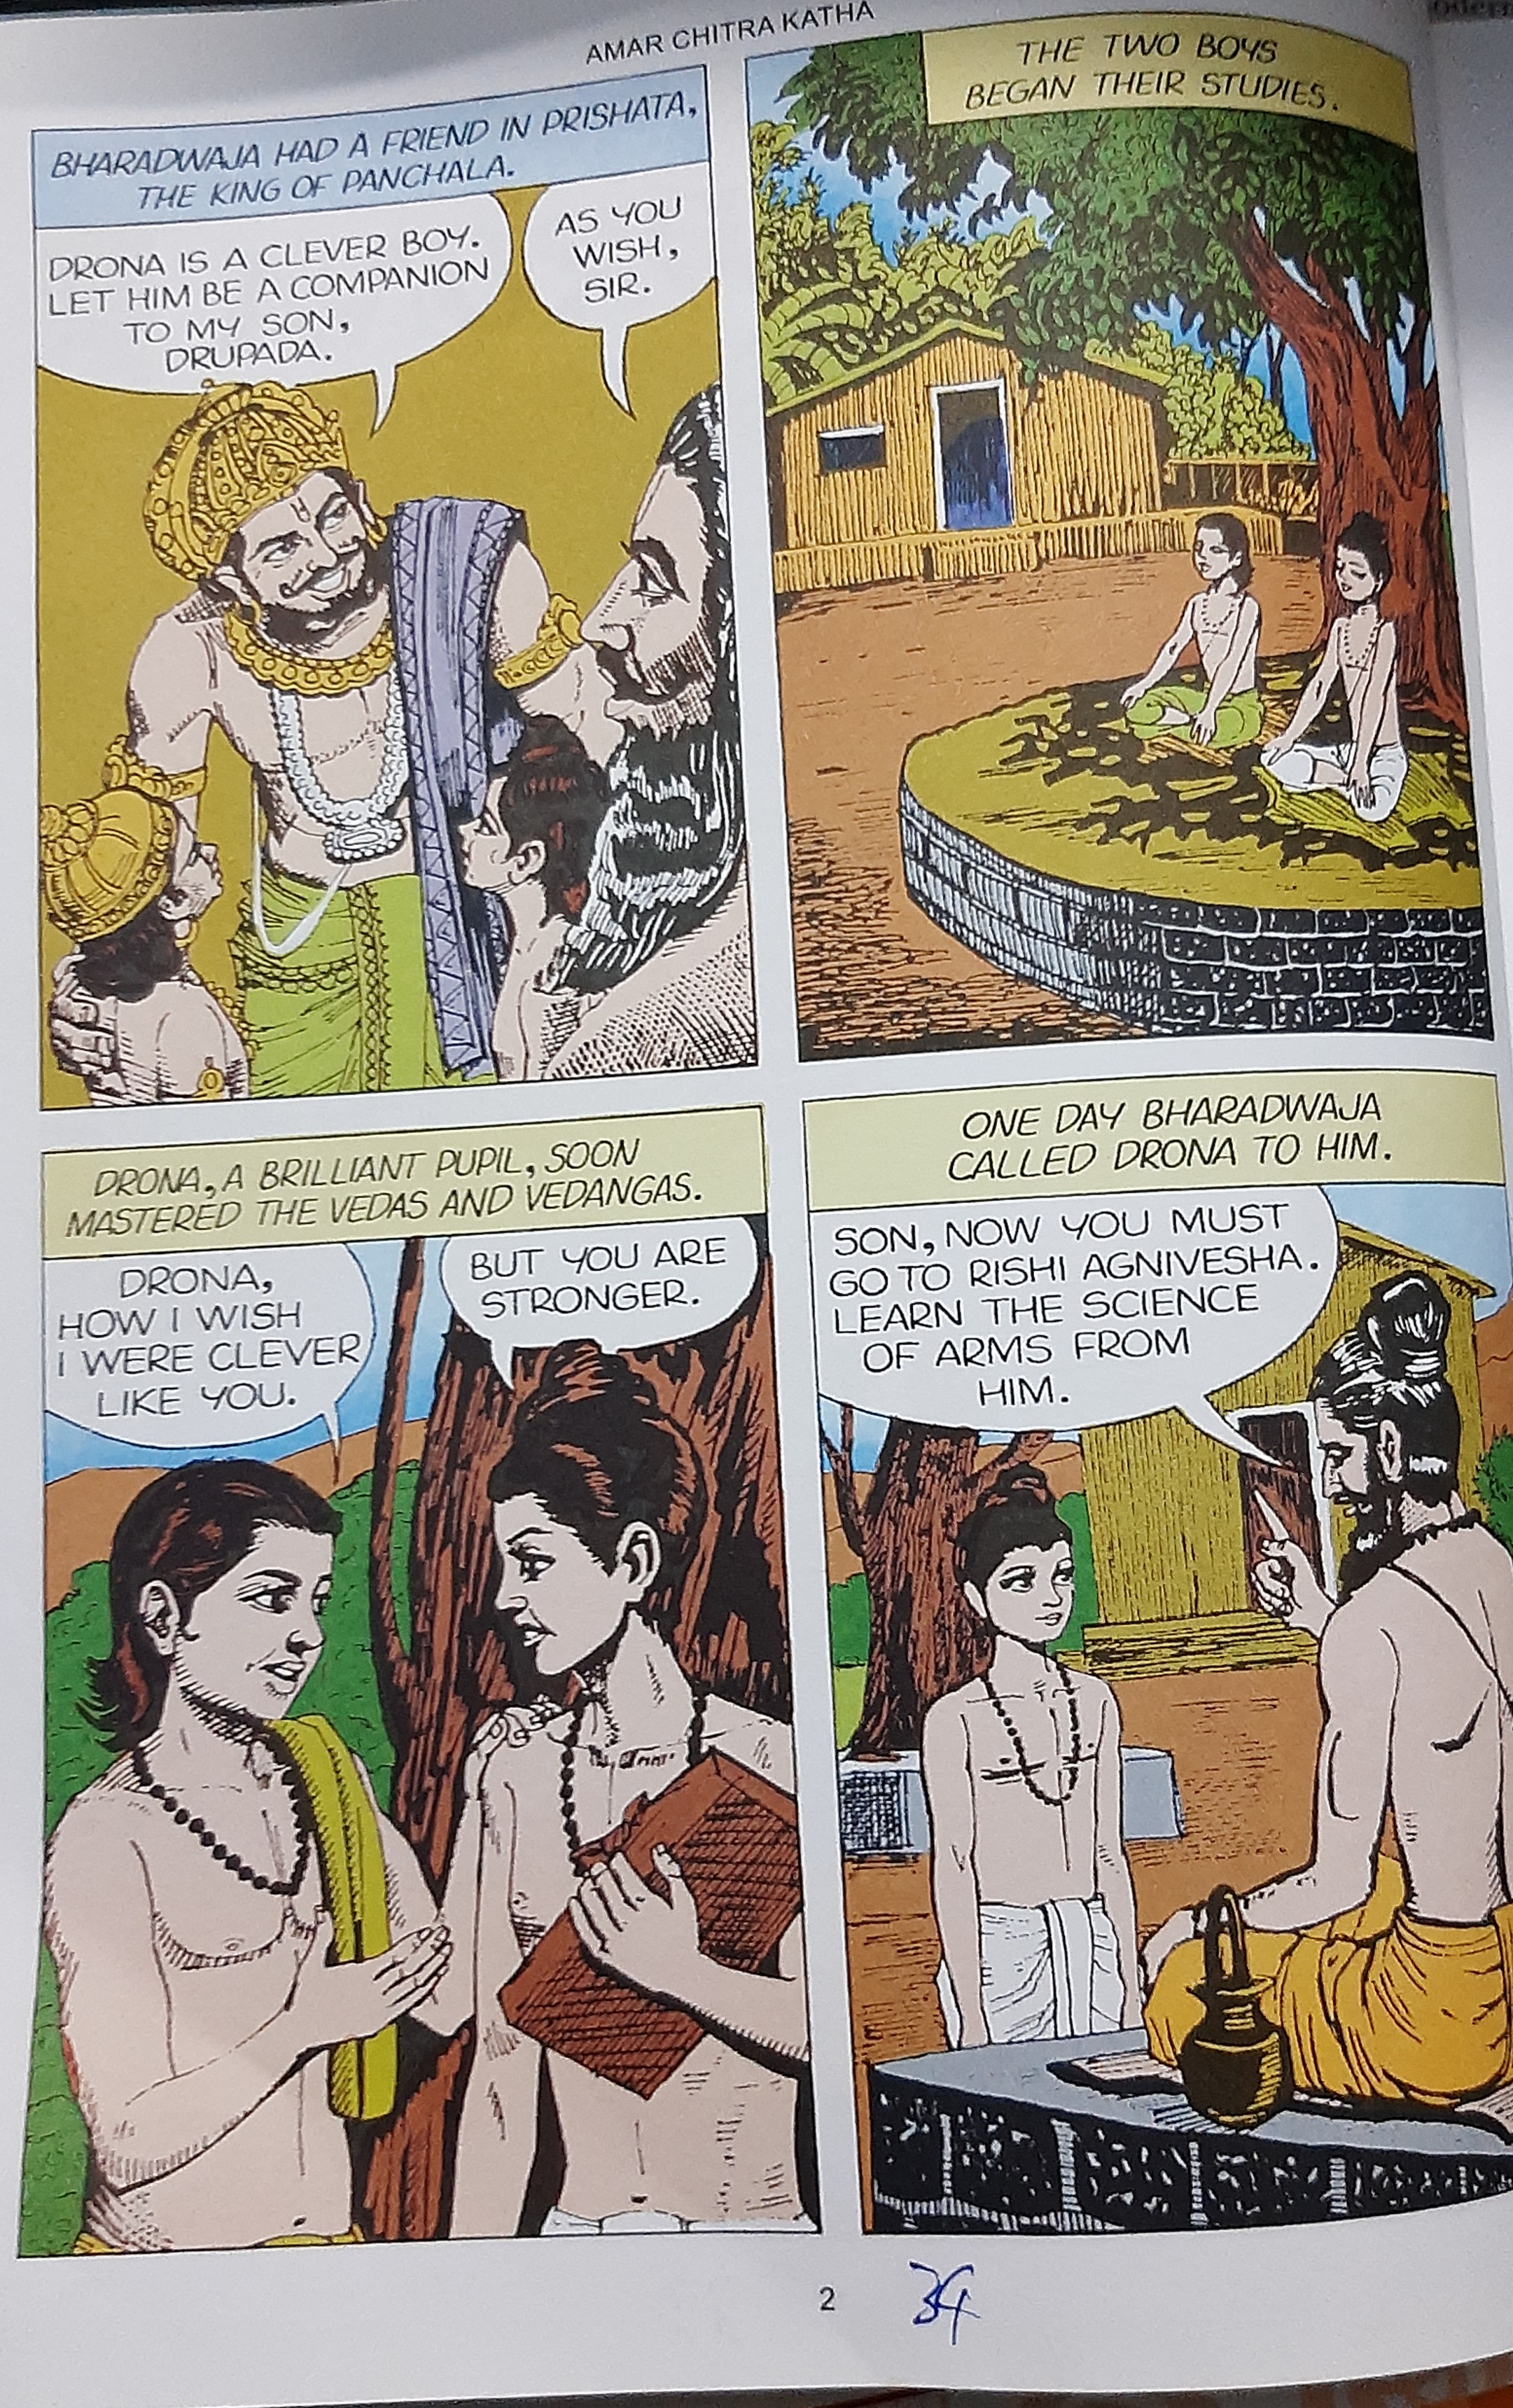 AMAR CHITRA KATHA
BHARADWAJA HAD A FRIEND IN PRISHATA,
THE KING OF PANCHALA.
DRONA IS A CLEVER BOY.
LET HIM BE A COMPANION
TO MY SON,
DRUPADA.
AS YOU
WISH,
SIR.
THE TWO BOYS
BEGAN THEIR STUDIES.
DRONA, A BRILLIANT PUPIL, SOON
MASTERED THE VEDAS AND VEDANGAS.
DRONA,
HOW I WISH
I WERE CLEVER
LIKE YOU.
BUT YOU ARE
STRONGER.
ONE DAY BHARADWAJA
CALLED DRONA TO HIM.
SON, NOW YOU MUST
GO TO RISHI AGNIVESHA.
LEARN THE SCIENCE
OF ARMS FROM
HIM.
2